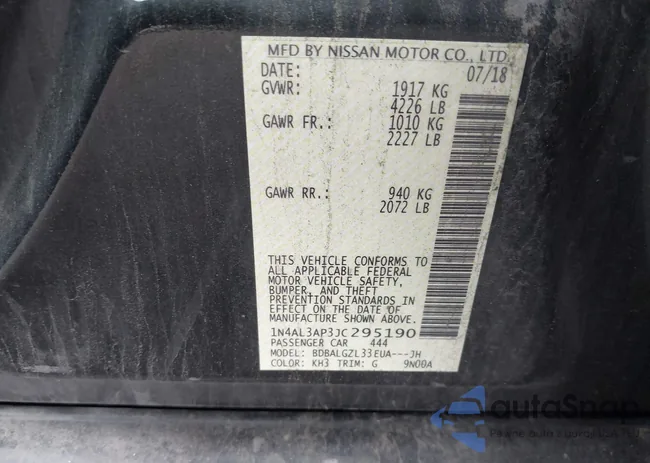 MFD BY NISSAN MOTOR CO., LTD.
DATE: 07/18
GVWR: 1917 KG
4226 LB
GAWR FR.: 1010 KG
2227 LB
GAWR RR.: 940 KG
2072 LB
THIS VEHICLE CONFORMS TO
ALL APPLICABLE FEDERAL
MOTOR VEHICLE SAFETY,
BUMPER, AND THEFT
PREVENTION STANDARDS IN
EFFECT ON THE DATE OF
MANUFACTURE SHOWN ABOVE.
1N4AL3AP3JC295190
PASSENGER CAR 444
MODEL: BDBALGZL33EUA---JH
COLOR: KH3 TRIM: G 9N00A
autoSnap
Pewne auta z gwarancją